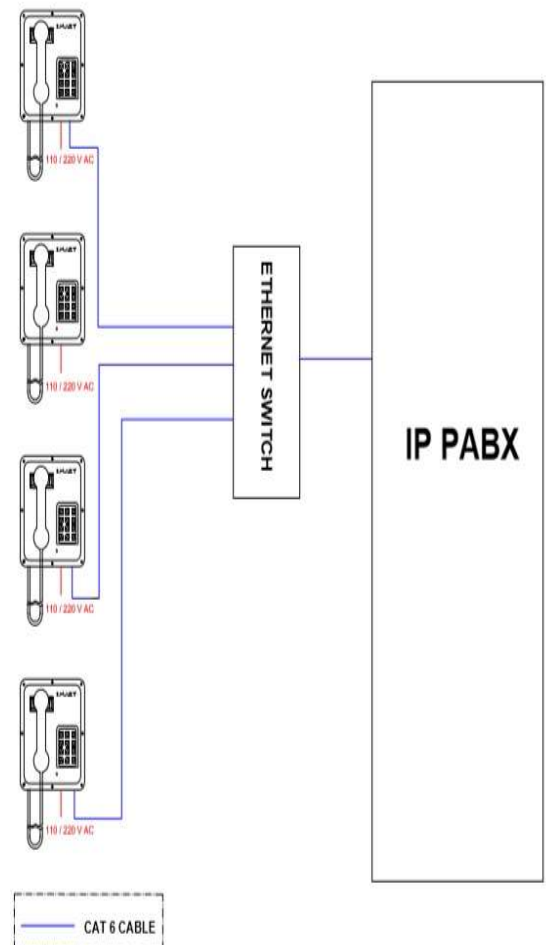 110 / 220 V AC
110 / 220 V AC
110 / 220 V AC
110 / 220 V AC
ETHERNET SWITCH
IP PABX
CAT 6 CABLE